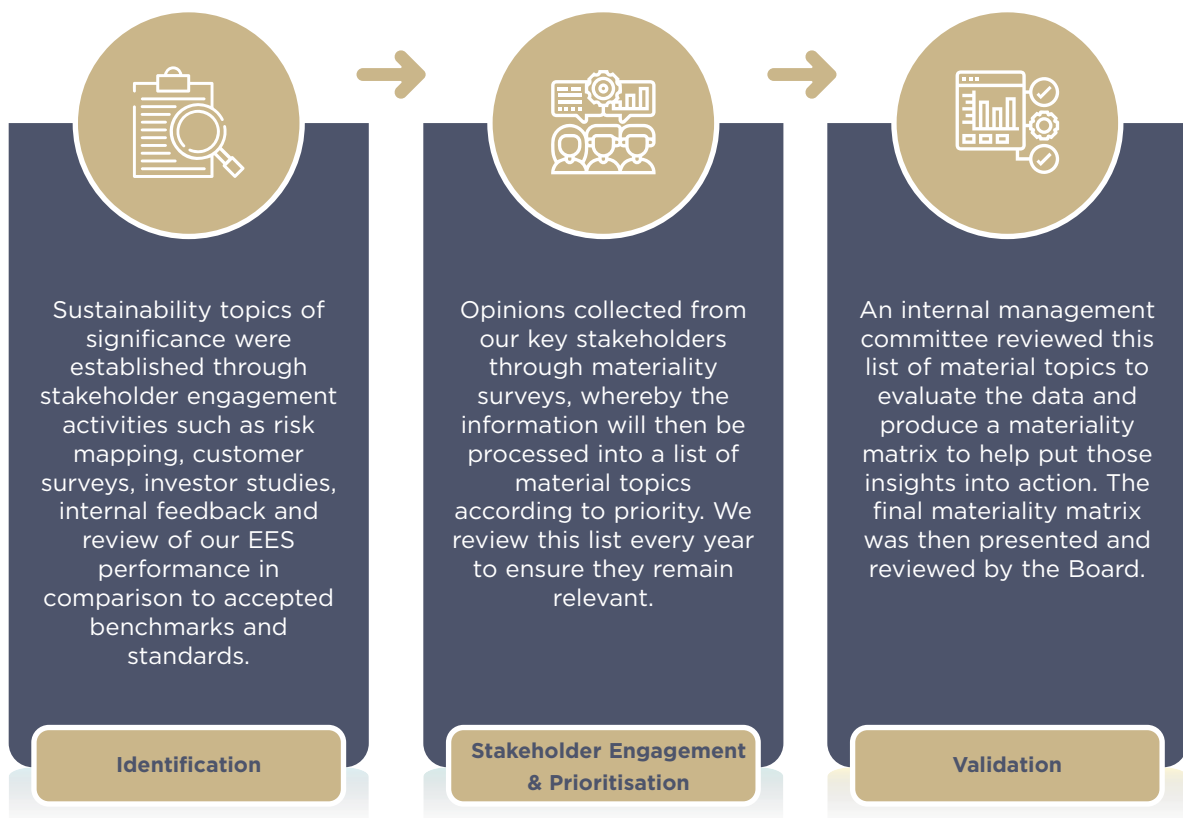 Sustainability topics of
significance were
established through
stakeholder engagement
activities such as risk
mapping, customer
surveys, investor studies,
internal feedback and
review of our EES
performance in
comparison to accepted
benchmarks and
standards.
Identification
Opinions collected from
our key stakeholders
through materiality
surveys, whereby the
information will then be
processed into a list of
material topics
according to priority. We
review this list every year
to ensure they remain
relevant.
Stakeholder Engagement
& Prioritisation
An internal management
committee reviewed this
list of material topics to
evaluate the data and
produce a materiality
matrix to help put those
insights into action. The
final materiality matrix
was then presented and
reviewed by the Board.
Validation